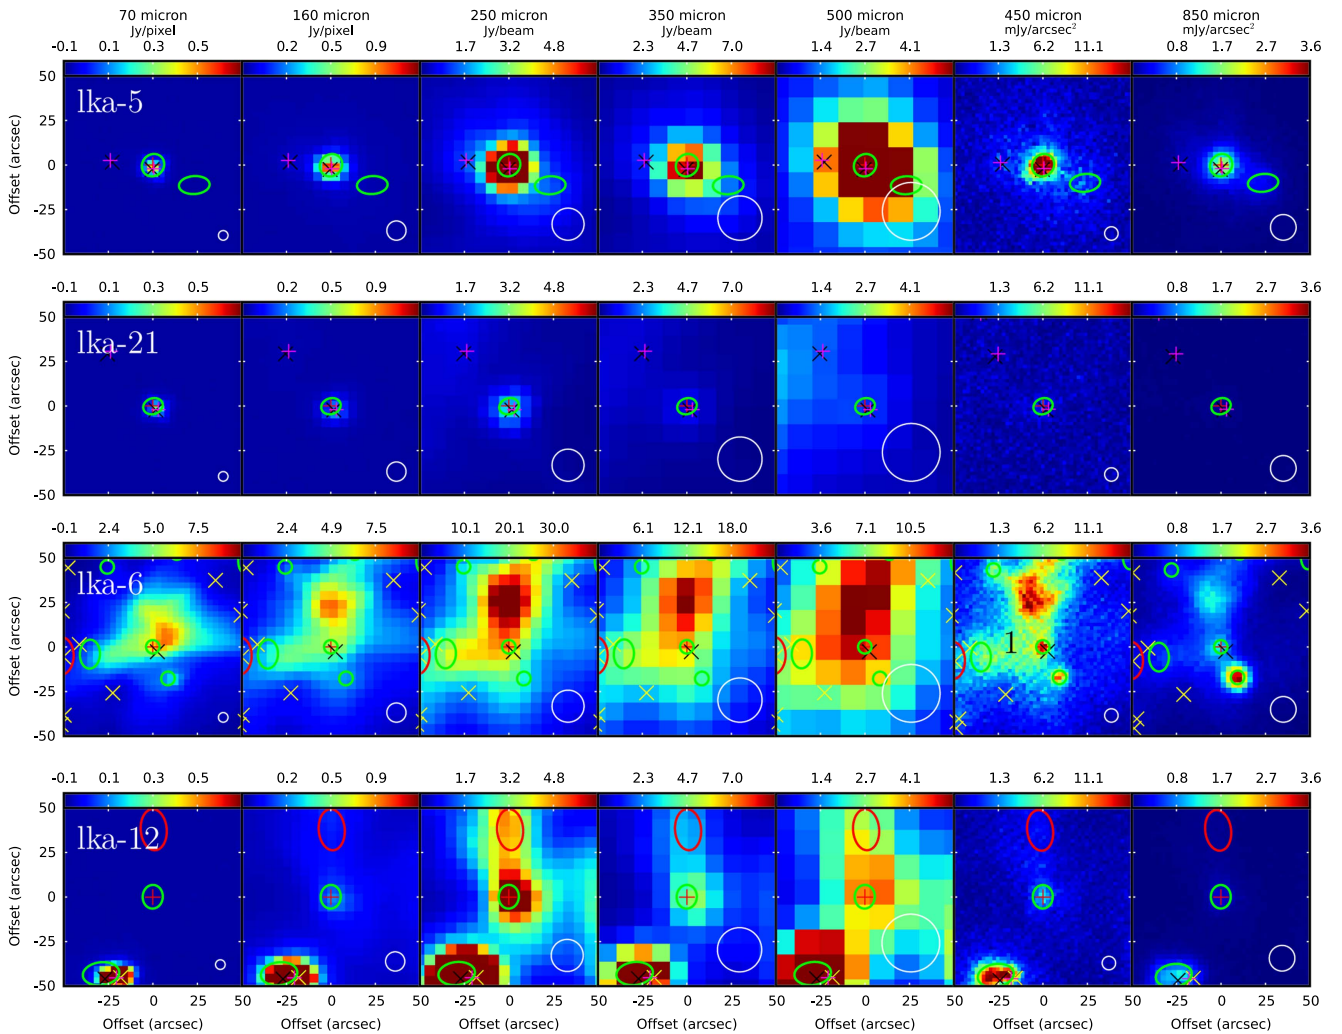 70 micron 160 micron 250 micron 350 micron 500 micron 450 micron 850 micron
Jy/pixel Jy/pixel Jy/beam Jy/beam Jy/beam mJy/arcsec² mJy/arcsec²
-0.1 0.1 0.3 0.5 0.2 0.5 0.9 1.7 3.2 4.8 2.3 4.7 7.0 1.4 2.7 4.1 1.3 6.2 11.1 0.8 1.7 2.7 3.6
50
lka-5
25
Offset (arcsec)
0
-25
-50
-0.1 0.1 0.3 0.5 0.2 0.5 0.9 1.7 3.2 4.8 2.3 4.7 7.0 1.4 2.7 4.1 1.3 6.2 11.1 0.8 1.7 2.7 3.6
50
lka-21
25
Offset (arcsec)
0
-25
-50
-0.1 2.4 5.0 7.5 2.4 4.9 7.5 10.1 20.1 30.0 6.1 12.1 18.0 3.6 7.1 10.5 1.3 6.2 11.1 0.8 1.7 2.7 3.6
50
lka-6
25
Offset (arcsec)
0
1
-25
-50
-0.1 0.1 0.3 0.5 0.2 0.5 0.9 1.7 3.2 4.8 2.3 4.7 7.0 1.4 2.7 4.1 1.3 6.2 11.1 0.8 1.7 2.7 3.6
50
lka-12
25
Offset (arcsec)
0
-25
-50
-25 0 25 -25 0 25 50 -25 0 25 50 -25 0 25 50 -25 0 25 50 -25 0 25 50 -25 0 25 50
Offset (arcsec) Offset (arcsec) Offset (arcsec) Offset (arcsec) Offset (arcsec) Offset (arcsec) Offset (arcsec)